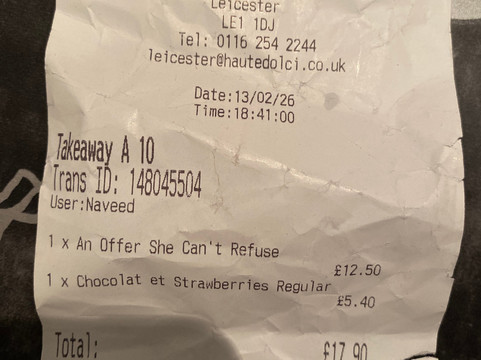 Leicester
LE1 1DJ
Tel: 0116 254 2244
leicester@hautedolci.co.uk
Date:13/02/26
Time:18:41:00
Takeaway A 10
Trans ID: 148045504
User:Naveed
1 x An Offer She Can't Refuse
£12.50
1 x Chocolat et Strawberries Regular
£5.40
Total: £17.90